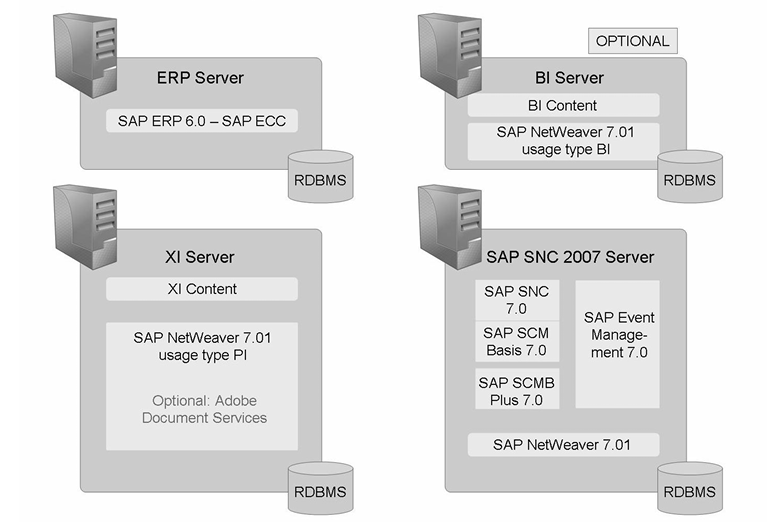 ERP Server
SAP ERP 6.0 – SAP ECC
RDBMS
OPTIONAL
BI Server
BI Content
SAP NetWeaver 7.01
usage type BI
RDBMS
XI Server
XI Content
SAP NetWeaver 7.01
usage type PI
Optional: Adobe
Document Services
RDBMS
SAP SNC 2007 Server
SAP SNC
7.0
SAP SCM
Basis 7.0
SAP SCMB
Plus 7.0
SAP Event
Manage-
ment 7.0
SAP NetWeaver 7.01
RDBMS